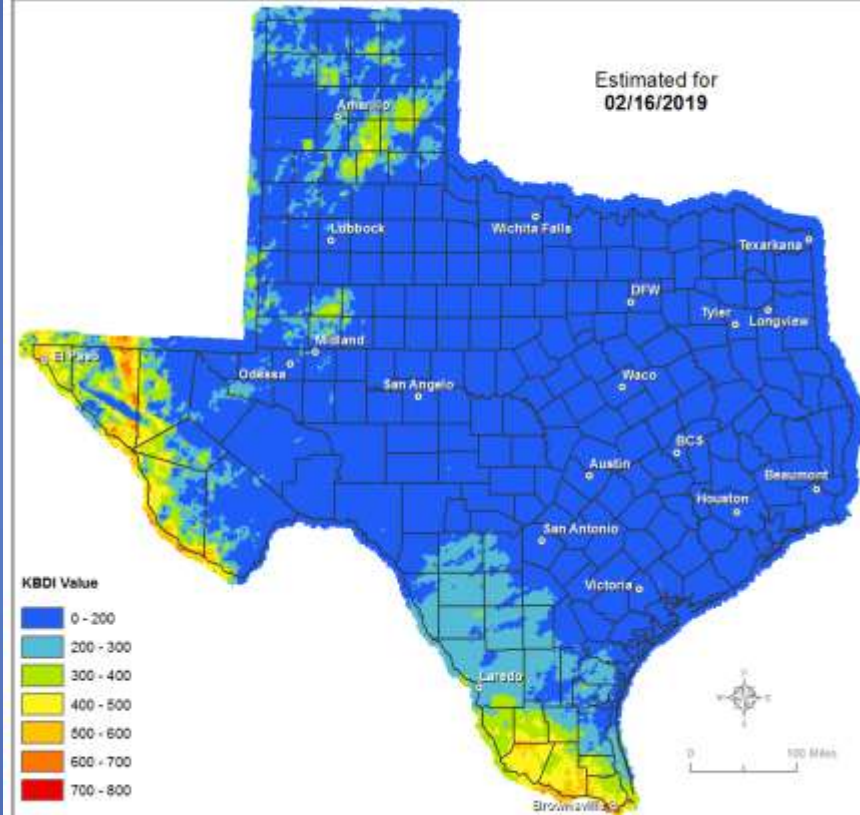 Estimated for
02/16/2019
Amarillo
Lubbock
Wichita Falls
Texarkana
DFW
Tyler
Longview
Midland
El Paso
Odessa
San Angelo
Waco
BCS
Austin
Beaumont
Houston
San Antonio
Victoria
Laredo
Brownsville
KBDI Value
0 - 200
200 - 300
300 - 400
400 - 500
500 - 600
600 - 700
700 - 800
0 100 Miles